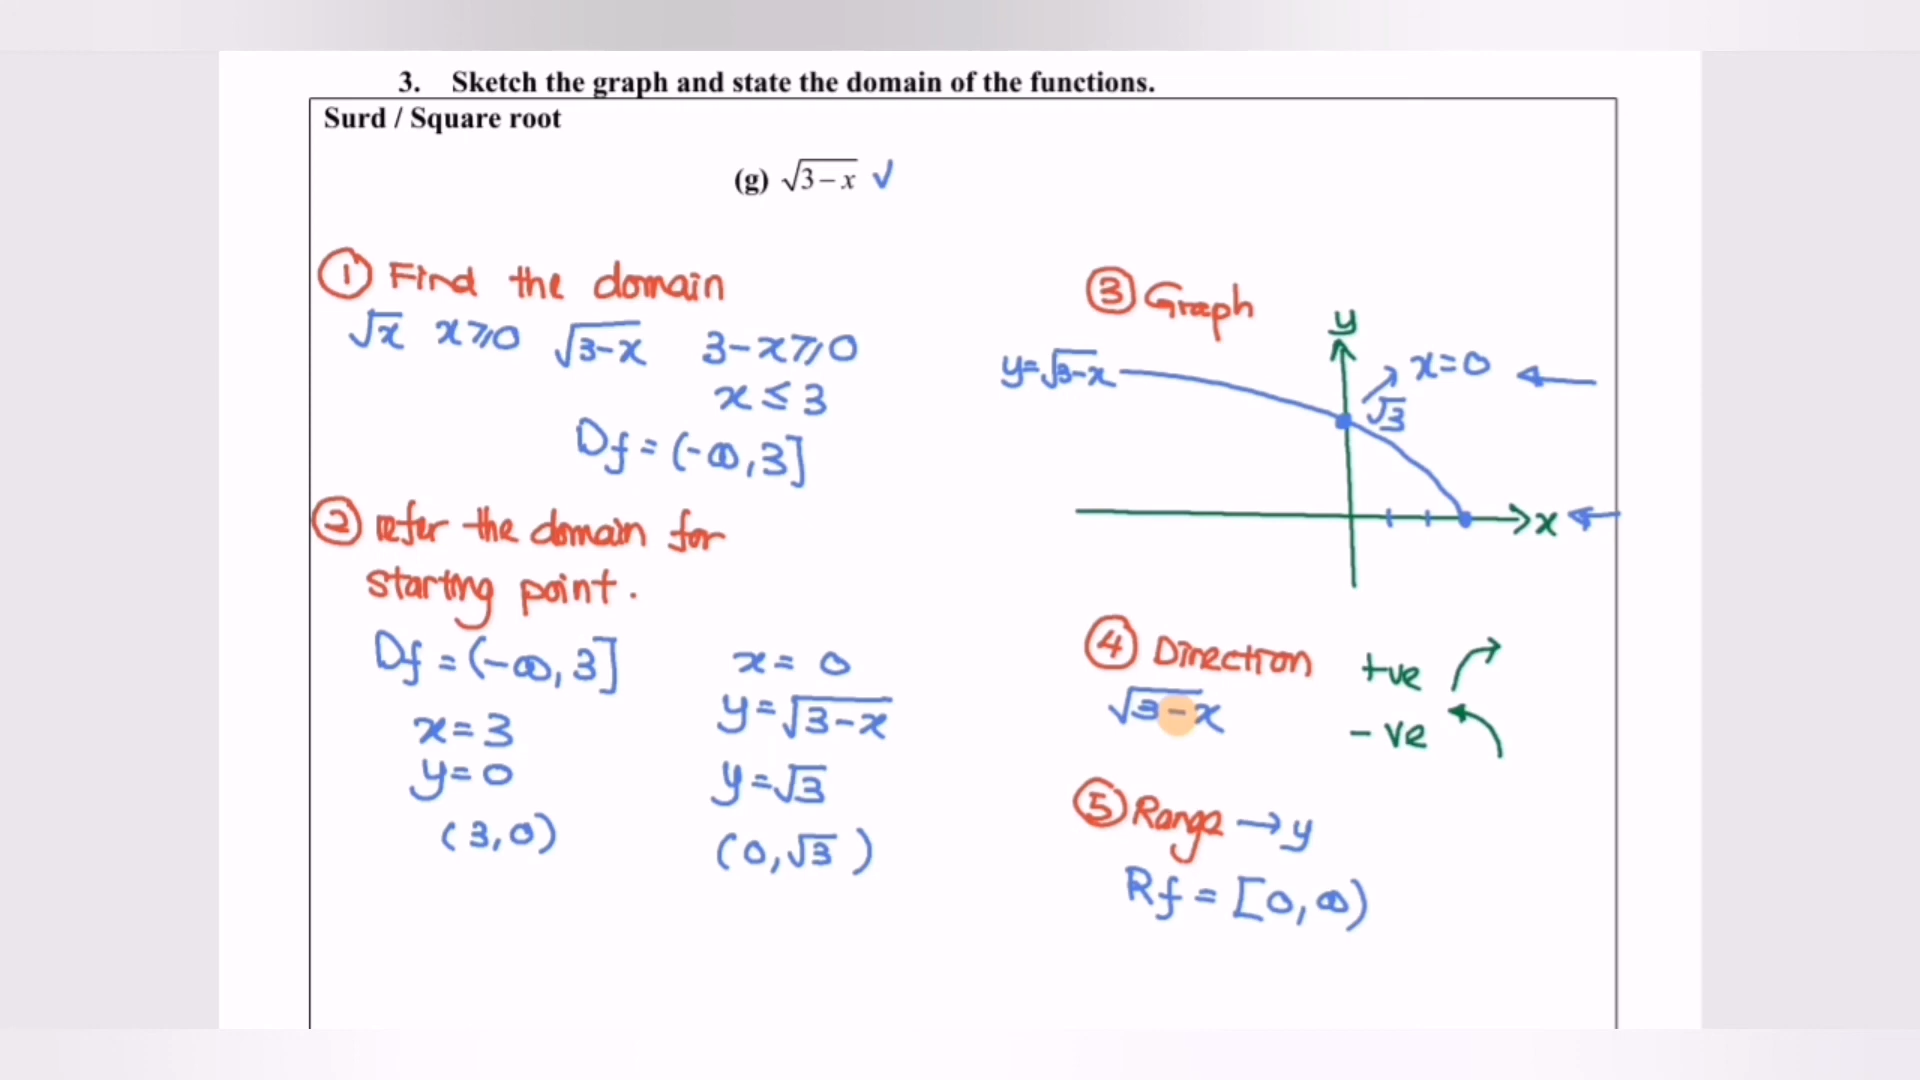 3. Sketch the graph and state the domain of the functions.
Surd / Square root
(g) √3 – x ✓
① Find the domain
√x x⩾0 √3-x 3-x⩾0
x ≤ 3
Df = (-∞, 3]
② refer the domain for
starting point.
Df = (-∞, 3]
x = 3
y = 0
(3, 0)
x = 0
y = √3-x
y = √3
(0, √3)
③ Graph
y
y=√3-x
x=0
√3
x
④ Direction
+ve
√3-x
-ve
⑤ Range → y
Rf = [0, ∞)